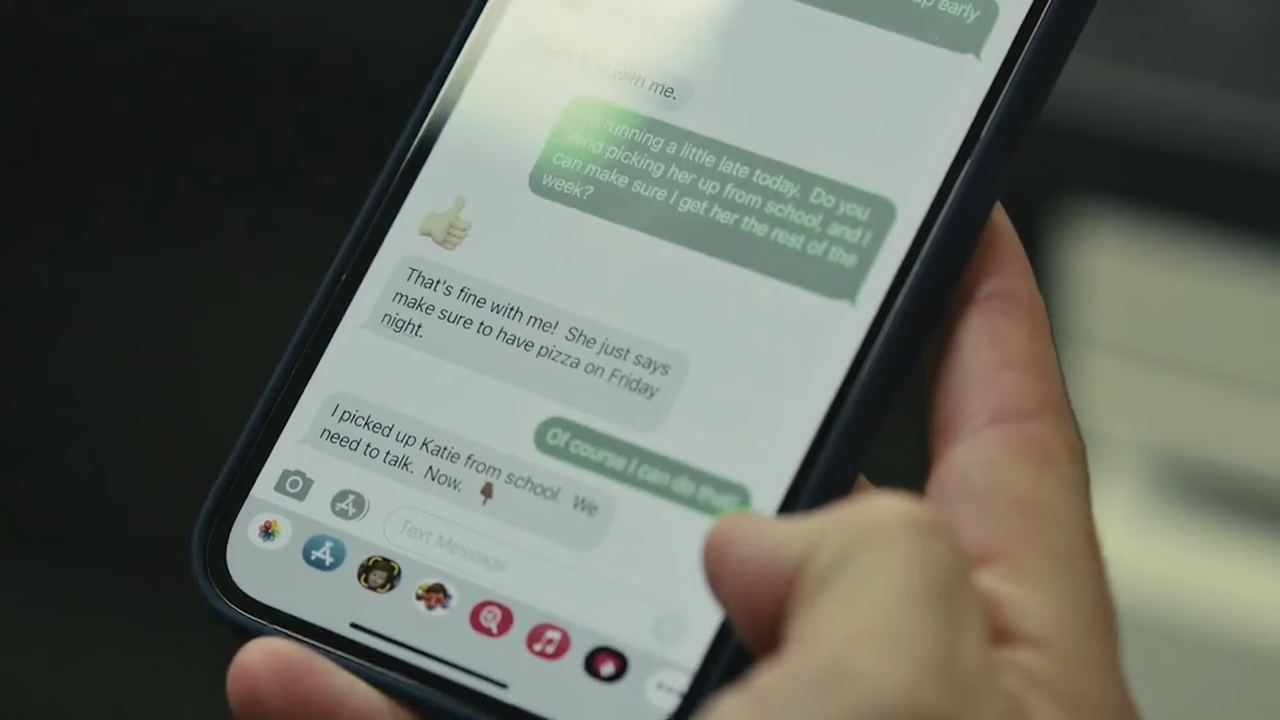 up early
with me.
running a little late today.  Do you
mind picking her up from school, and I
can make sure I get her the rest of the
week?
That's fine with me!  She just says
make sure to have pizza on Friday
night.
Of course I can do that!
I picked up Katie from school.  We
need to talk.  Now.
Text Message